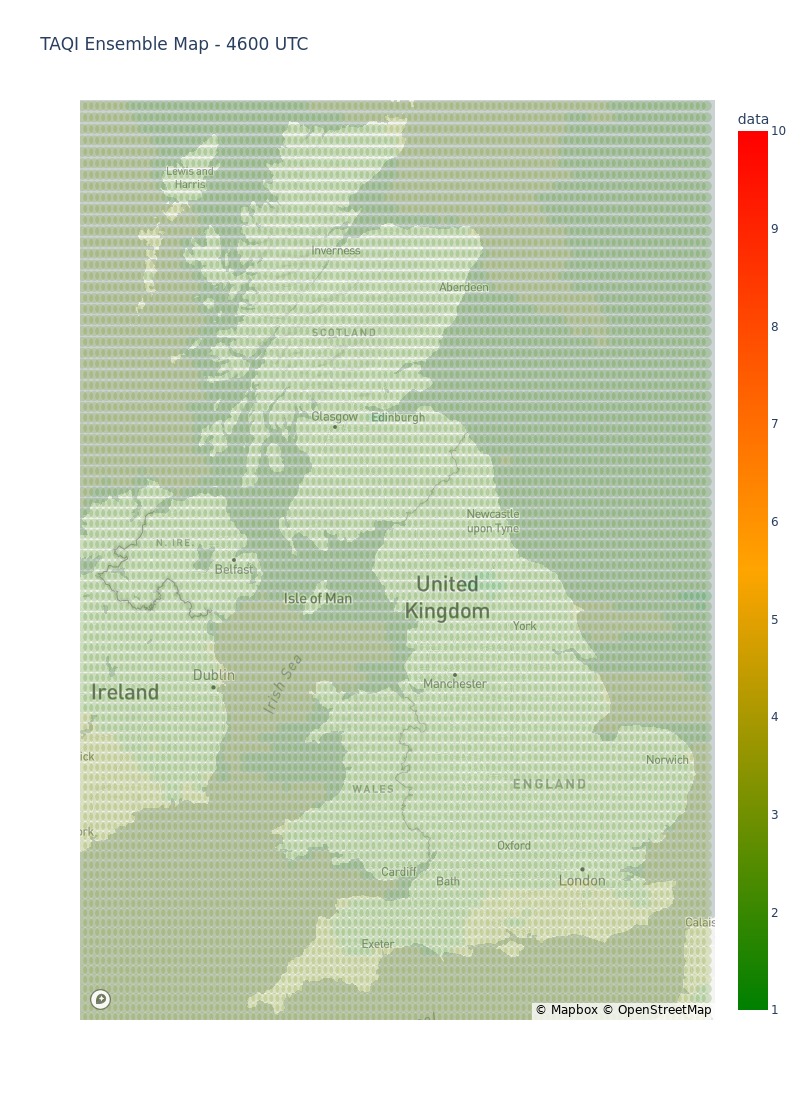 TAQI Ensemble Map - 4600 UTC
data
10
9
8
7
6
5
4
3
2
1
Lewis and
Harris
Inverness
Aberdeen
SCOTLAND
Glasgow
Edinburgh
Newcastle
upon Tyne
N. IRE.
Belfast
Isle of Man
United
Kingdom
York
Dublin
Irish Sea
Manchester
Ireland
ick
Norwich
WALES
ENGLAND
ork
Oxford
Cardiff
Bath
London
Calais
Exeter
© Mapbox © OpenStreetMap